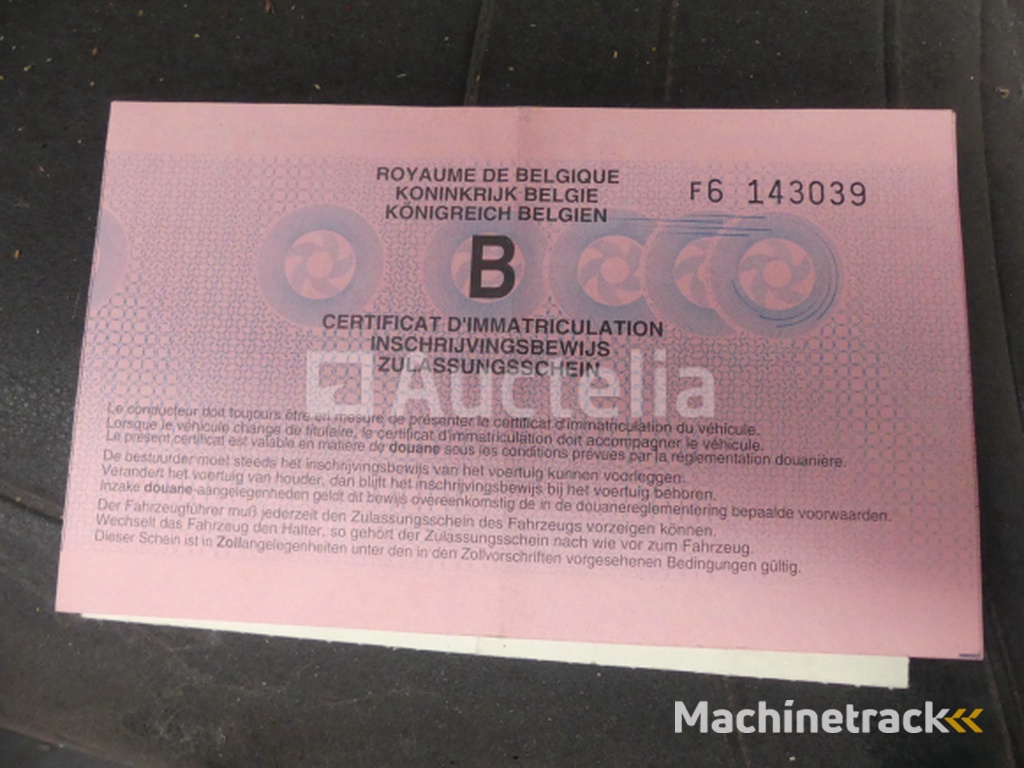 ROYAUME DE BELGIQUE
KONINKRIJK BELGIE
KÖNIGREICH BELGIEN
F6 143039
B
CERTIFICAT D'IMMATRICULATION
INSCHRIJVINGSBEWIJS
ZULASSUNGSSCHEIN
Auctelia
Le conducteur doit toujours être en mesure de présenter le certificat d'immatriculation du véhicule.
Lorsque le véhicule change de titulaire, le certificat d'immatriculation doit accompagner le véhicule.
Le présent certificat est valable en matière de douane sous les conditions prévues par la réglementation douanière.
De bestuurder moet steeds het inschrijvingsbewijs van het voertuig kunnen voorleggen.
Verandert het voertuig van houder, dan blijft het inschrijvingsbewijs bij het voertuig behoren.
Inzake douane-aangelegenheden geldt dit bewijs overeenkomstig de in de douanereglementering bepaalde voorwaarden.
Der Fahrzeugführer muß jederzeit den Zulassungsschein des Fahrzeugs vorzeigen können.
Wechselt das Fahrzeug den Halter, so gehört der Zulassungsschein nach wie vor zum Fahrzeug.
Dieser Schein ist in Zollangelegenheiten unter den in den Zollvorschriften vorgesehenen Bedingungen gültig.
Machinetrack